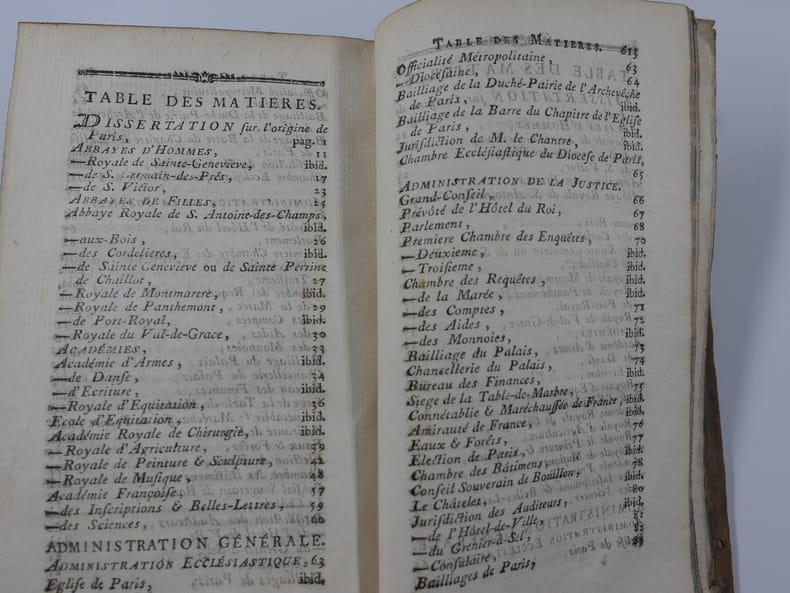 TABLE DES MATIERES.
DISSERTATION sur l'origine de
Paris, pag. 1
ABBAYES D'HOMMES, 11
—Royale de Sainte-Geneviève, ibid.
—de S. Germain-des-Prés, 17
—de S. Victor, 23
ABBAYES DE FILLES, 25
Abbaye Royale de S. Antoine-des-Champs,
ibid.
—aux-Bois, 26
—des Cordelieres, ibid.
—de Sainte Genevieve ou de Sainte Perrine
de Chaillot, 27
—Royale de Montmartre, ibid.
—Royale de Panthemont, 29
—de Port-Royal, ibid.
—Royale du Val-de-Grace, 30
ACADÉMIES, 33
Académie d'Armes, ibid.
—de Danse, 34
—d'Ecriture, ibid.
—Royale d'Equitation, 36
Ecole d'Equitation, ibid.
Académie Royale de Chirurgie, ibid.
—Royale d'Agriculture, 39
—Royale de Peinture & Sculpture, 42
—Royale de Musique, 48
Académie Françoise, 57
—des Inscriptions & Belles-Lettres, 59
—des Sciences, 60
ADMINISTRATION GÉNÉRALE.
ADMINISTRATION ECCLÉSIASTIQUE, 63
Eglise de Paris, ibid.
TABLE DES MATIERES. 613
Officialité Métropolitaine, 63
—Diocésaine, 64
Bailliage de la Duché-Pairie de l'Archevêché
de Paris, ibid.
Bailliage de la Barre du Chapitre de l'Eglise
de Paris, ibid.
Jurisdiction de M. le Chantre, ibid.
Chambre Ecclésiastique du Diocese de Paris,
65
ADMINISTRATION DE LA JUSTICE.
Grand-Conseil, 66
Prévôté de l'Hôtel du Roi, 67
Parlement, 68
Premiere Chambre des Enquêtes, 70
—Deuxieme, ibid.
—Troisieme, ibid.
Chambre des Requêtes, ibid.
—de la Marée, ibid.
—des Comptes, 71
—des Aides, 72
—des Monnoies, ibid.
Bailliage du Palais, 73
Chancellerie du Palais, 74
Bureau des Finances, ibid.
Siege de la Table-de-Marbre, 75
Connétablie & Maréchaussée de France, ibid.
Amirauté de France, ibid.
Eaux & Forêts, 76
Election de Paris, 77
Chambre des Bâtimens, ibid.
Conseil Souverain de Bouillon, 78
Le Châtelet, ibid.
Jurisdiction des Auditeurs, 80
—de l'Hôtel-de-Ville, ibid.
—du Grenier-à-Sel, 81
—Consulaire,
Bailliages de Paris,